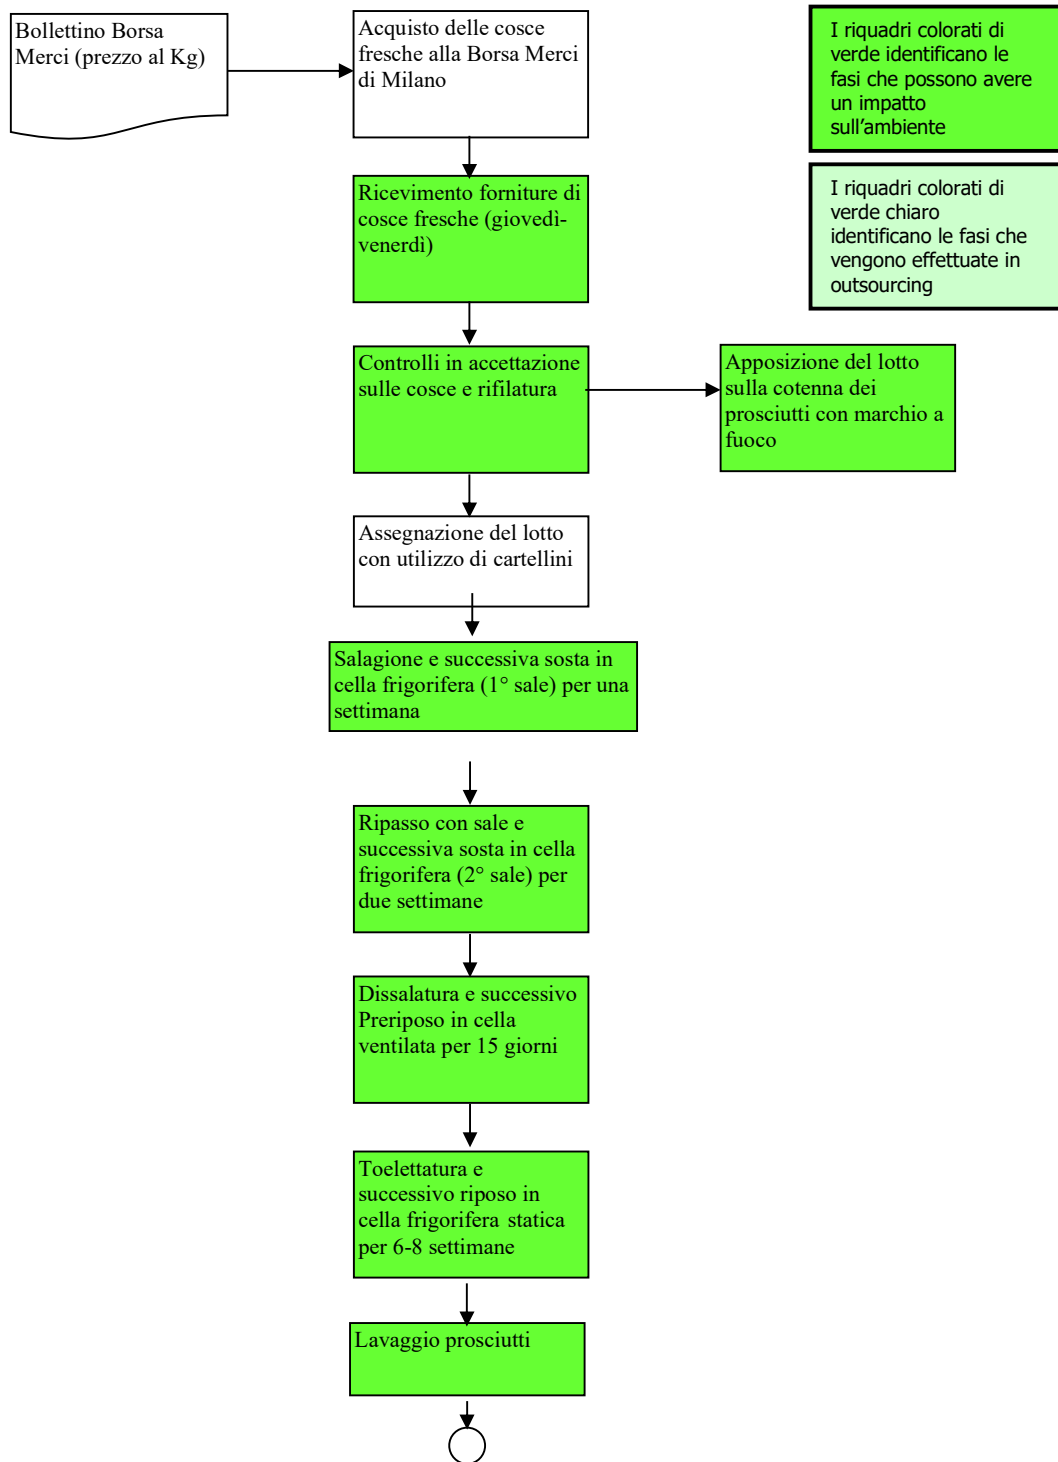 Bollettino Borsa
Merci (prezzo al Kg)
Acquisto delle cosce
fresche alla Borsa Merci
di Milano
I riquadri colorati di
verde identificano le
fasi che possono avere
un impatto
sull'ambiente
Ricevimento forniture di
cosce fresche (giovedì-
venerdì)
I riquadri colorati di
verde chiaro
identificano le fasi che
vengono effettuate in
outsourcing
Controlli in accettazione
sulle cosce e rifilatura
Apposizione del lotto
sulla cotenna dei
prosciutti con marchio a
fuoco
Assegnazione del lotto
con utilizzo di cartellini
Salagione e successiva sosta in
cella frigorifera (1° sale) per una
settimana
Ripasso con sale e
successiva sosta in cella
frigorifera (2° sale) per
due settimane
Dissalatura e successivo
Preriposo in cella
ventilata per 15 giorni
Toelettatura e
successivo riposo in
cella frigorifera statica
per 6-8 settimane
Lavaggio prosciutti